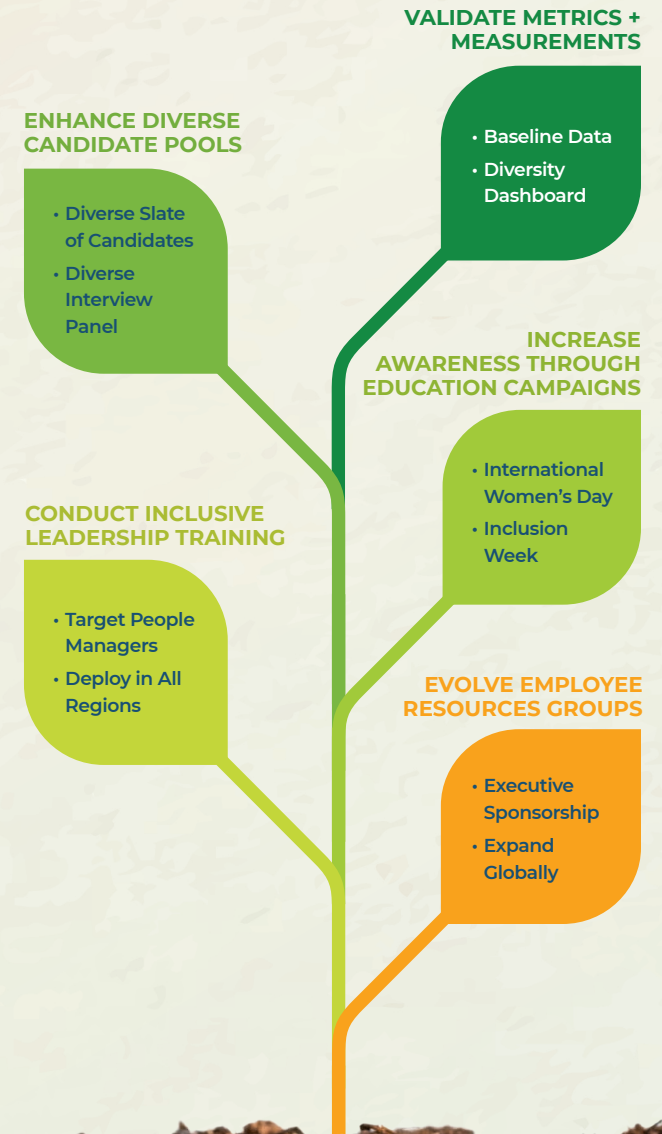 VALIDATE METRICS +
MEASUREMENTS
• Baseline Data
• Diversity
Dashboard
ENHANCE DIVERSE
CANDIDATE POOLS
• Diverse Slate
of Candidates
• Diverse
Interview
Panel
INCREASE
AWARENESS THROUGH
EDUCATION CAMPAIGNS
• International
Women’s Day
• Inclusion
Week
CONDUCT INCLUSIVE
LEADERSHIP TRAINING
• Target People
Managers
• Deploy in All
Regions
EVOLVE EMPLOYEE
RESOURCES GROUPS
• Executive
Sponsorship
• Expand
Globally